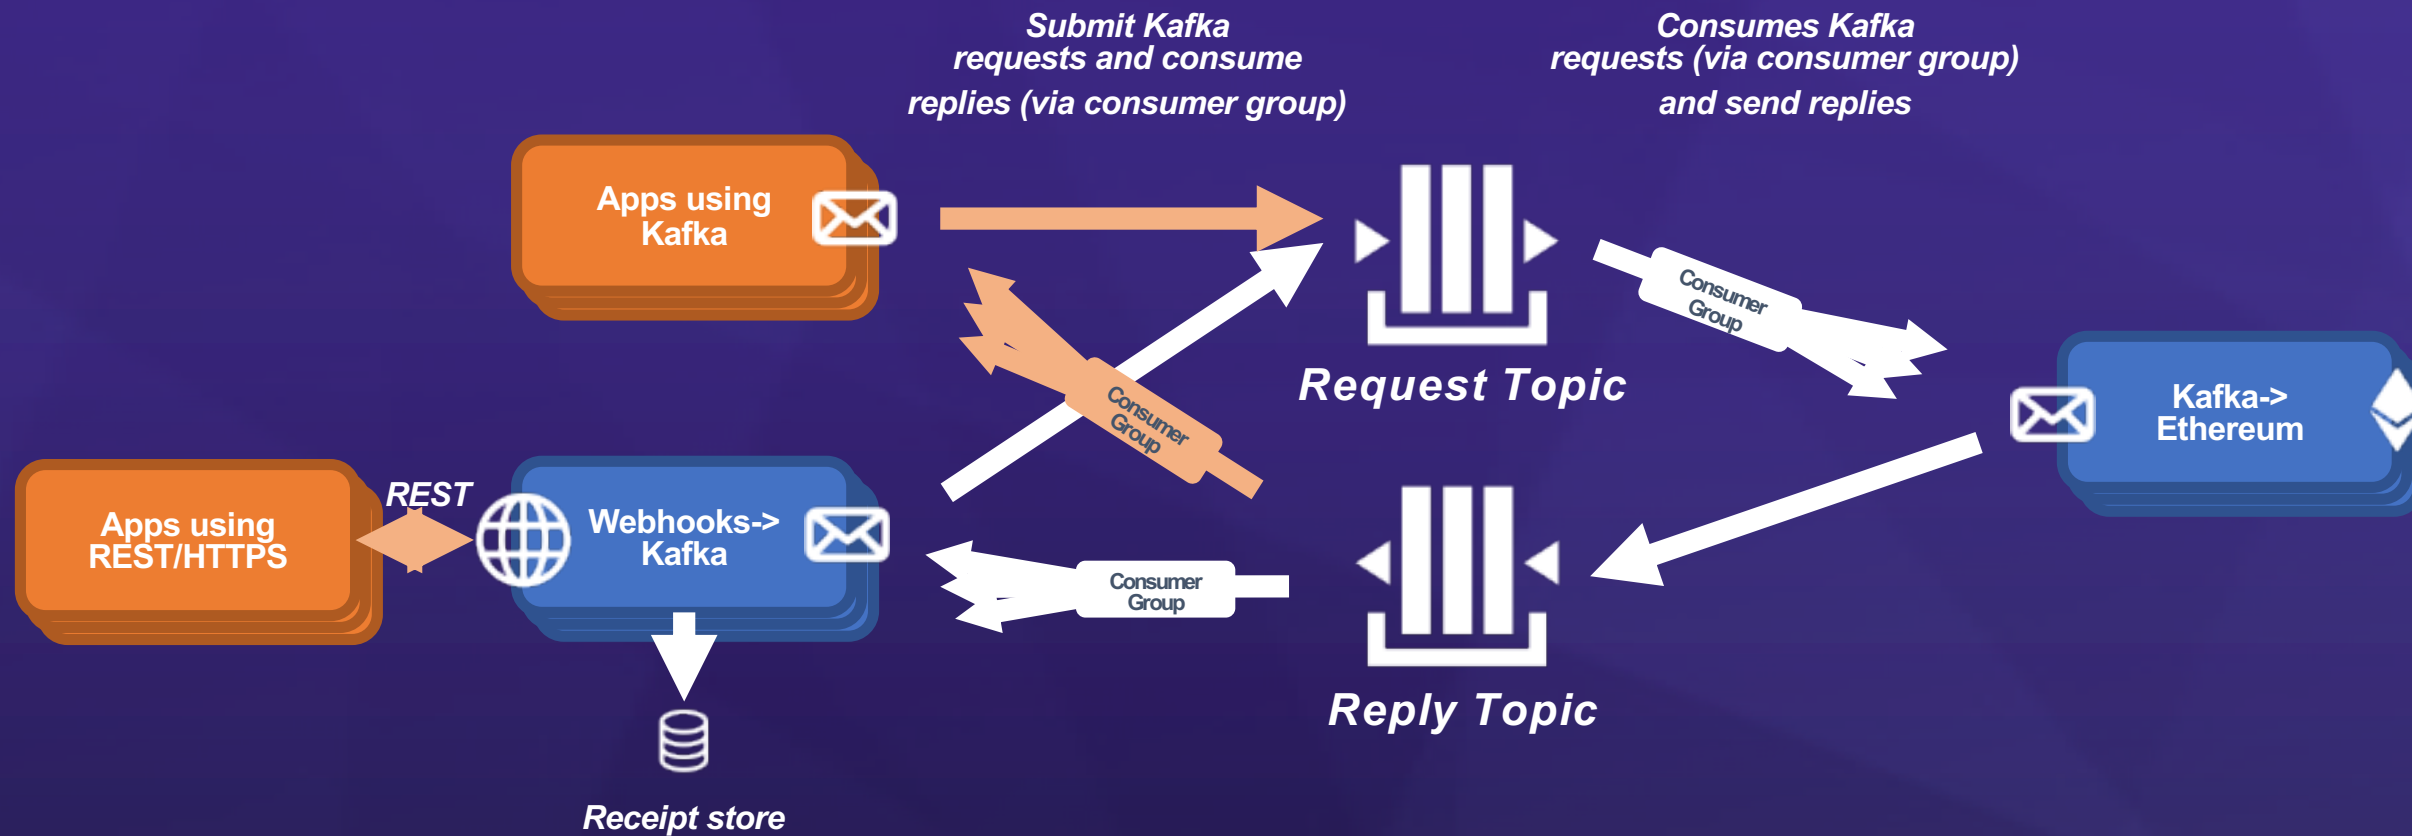 Submit Kafka
requests and consume
replies (via consumer group)
Consumes Kafka
requests (via consumer group)
and send replies
Apps using
Kafka
Consumer
Group
Request Topic
Consumer
Group
Kafka->
Ethereum
Apps using
REST/HTTPS
REST
Webhooks->
Kafka
Consumer
Group
Reply Topic
Receipt store